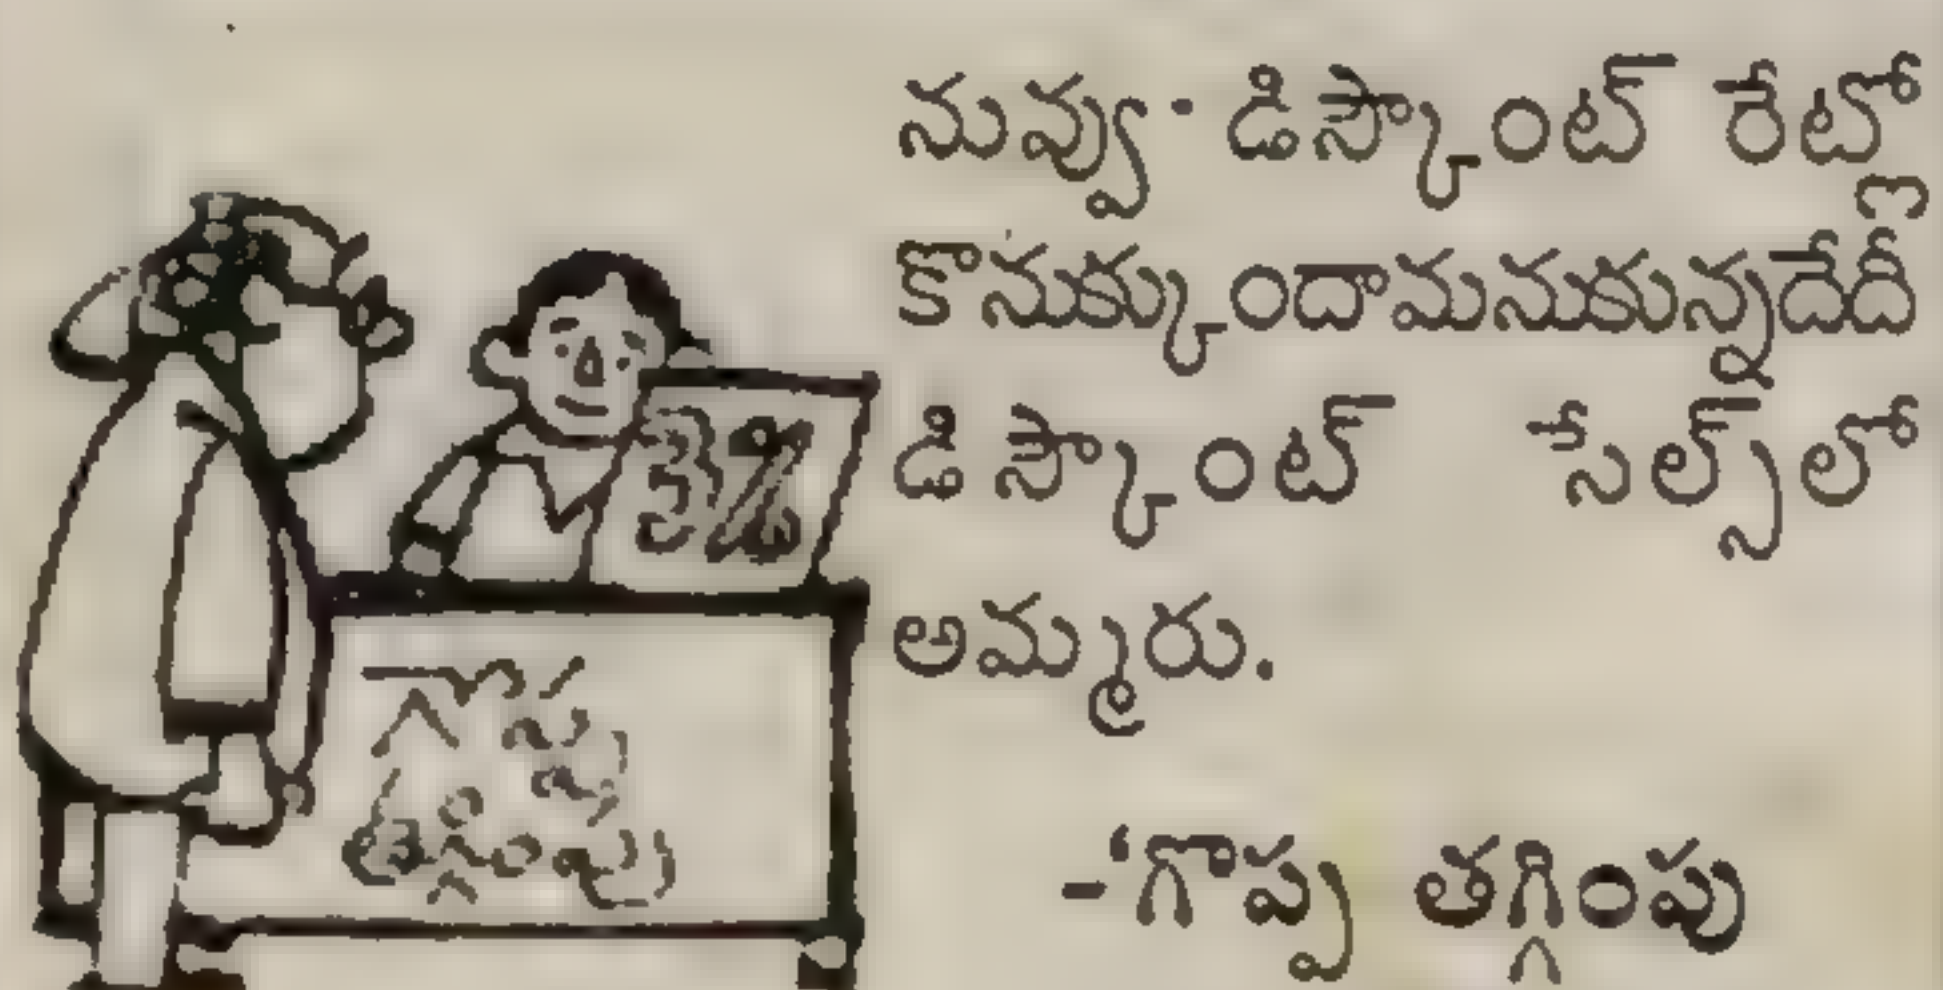 నువ్వు డిస్కౌంట్ రేట్లో
కొనుక్కుందామనుకున్నదేదీ
డిస్కౌంట్ సేల్స్‌లో
అమ్మరు.
-‘గొప్ప తగ్గింపు
3%
గొప్ప
తగ్గింపు